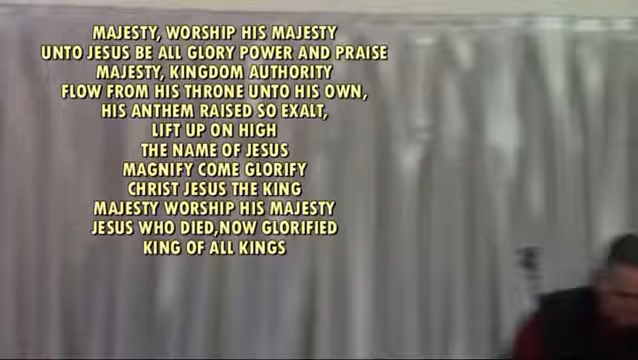 MAJESTY, WORSHIP HIS MAJESTY
UNTO JESUS BE ALL GLORY POWER AND PRAISE
MAJESTY, KINGDOM AUTHORITY
FLOW FROM HIS THRONE UNTO HIS OWN,
HIS ANTHEM RAISED SO EXALT,
LIFT UP ON HIGH
THE NAME OF JESUS
MAGNIFY COME GLORIFY
CHRIST JESUS THE KING
MAJESTY WORSHIP HIS MAJESTY
JESUS WHO DIED,NOW GLORIFIED
KING OF ALL KINGS